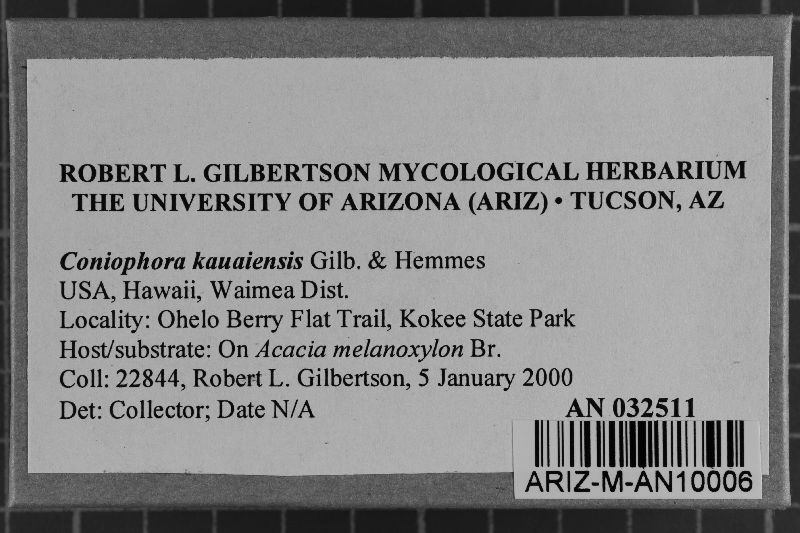 ROBERT L. GILBERTSON MYCOLOGICAL HERBARIUM
THE UNIVERSITY OF ARIZONA (ARIZ) • TUCSON, AZ
Coniophora kauaiensis Gilb. & Hemmes
USA, Hawaii, Waimea Dist.
Locality: Ohelo Berry Flat Trail, Kokee State Park
Host/substrate: On Acacia melanoxylon Br.
Coll: 22844, Robert L. Gilbertson, 5 January 2000
Det: Collector; Date N/A
AN 032511
ARIZ-M-AN10006